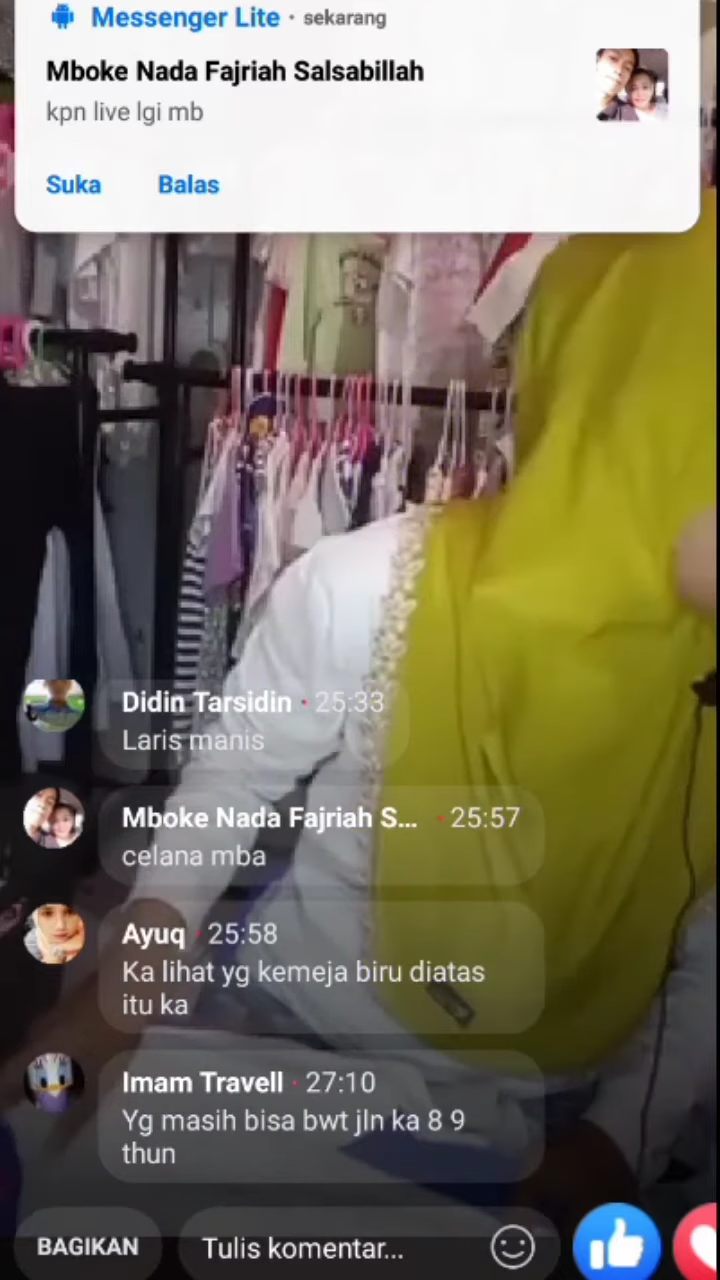 Messenger Lite · sekarang
Mboke Nada Fajriah Salsabillah
kpn live lgi mb
Suka Balas
Didin Tarsidin · 25:33
Laris manis
Mboke Nada Fajriah S... · 25:57
celana mba
Ayuq · 25:58
Ka lihat yg kemeja biru diatas
itu ka
Imam Travell · 27:10
Yg masih bisa bwt jln ka 8 9
thun
BAGIKAN Tulis komentar...